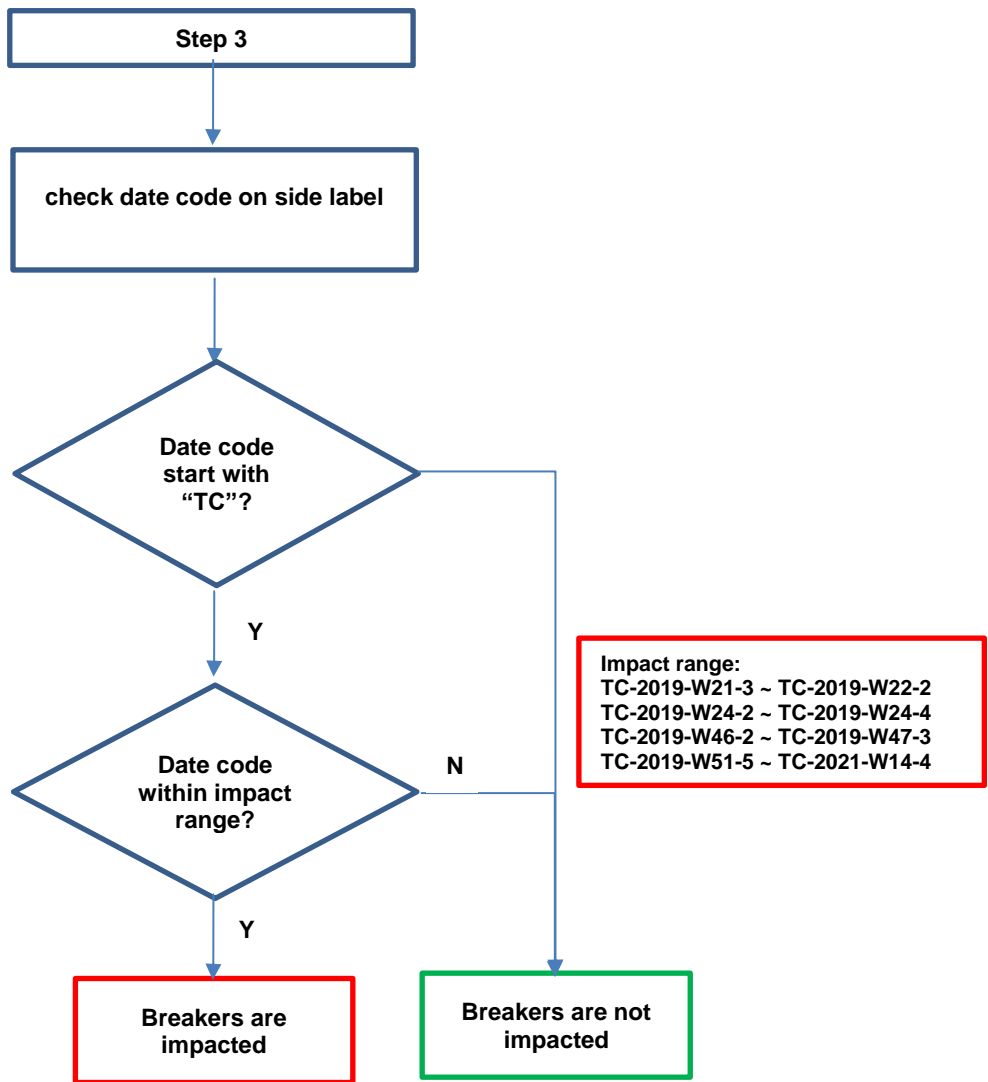 Step 3
check date code on side label
Date code
start with
“TC”?
Y
Impact range:
TC-2019-W21-3 ~ TC-2019-W22-2
TC-2019-W24-2 ~ TC-2019-W24-4
TC-2019-W46-2 ~ TC-2019-W47-3
TC-2019-W51-5 ~ TC-2021-W14-4
Date code
within impact
range?
N
Y
Breakers are
impacted
Breakers are not
impacted